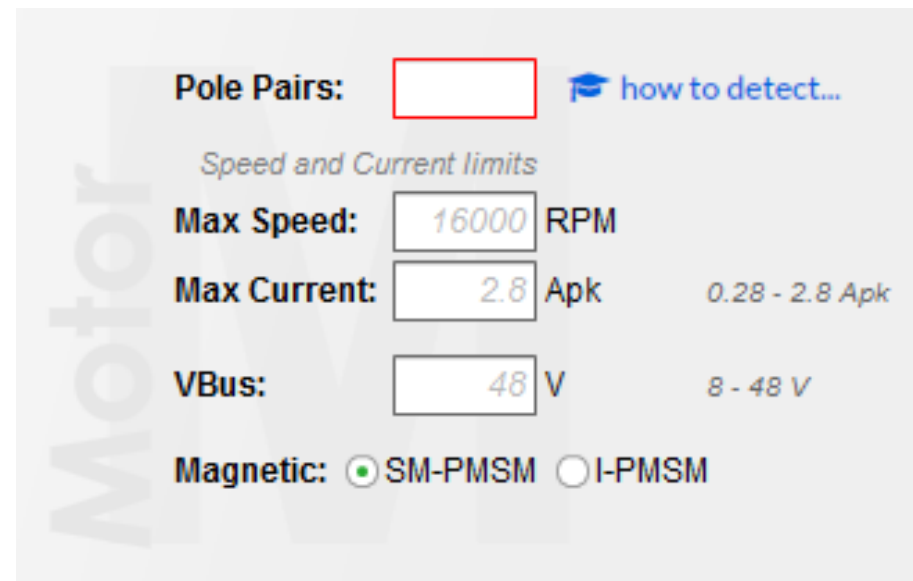 Motor
M
Pole Pairs: how to detect...
Speed and Current limits
Max Speed: 16000 RPM
Max Current: 2.8 Apk 0.28 - 2.8 Apk
VBus: 48 V 8 - 48 V
Magnetic: SM-PMSM I-PMSM